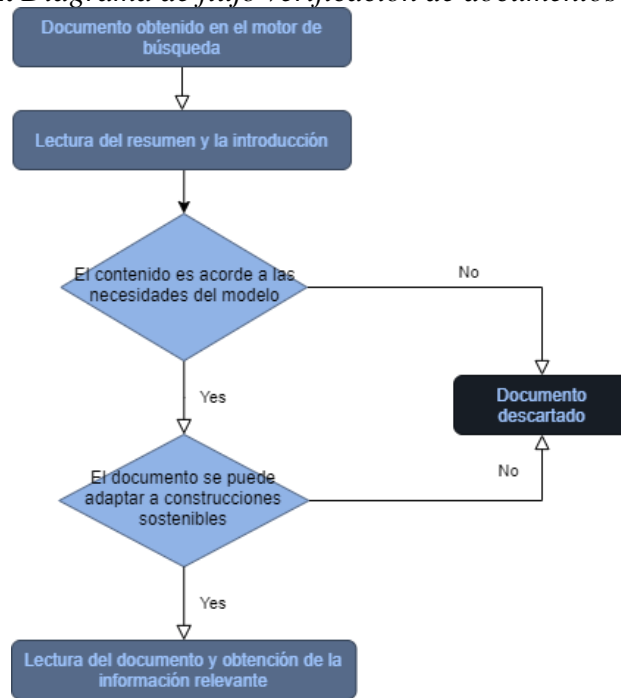 Diagrama de flujo verificación de documentos
Documento obtenido en el motor de
búsqueda
Lectura del resumen y la introducción
El contenido es acorde a las
necesidades del modelo
No
Yes
Documento
descartado
El documento se puede
adaptar a construcciones
sostenibles
No
Yes
Lectura del documento y obtención de la
información relevante